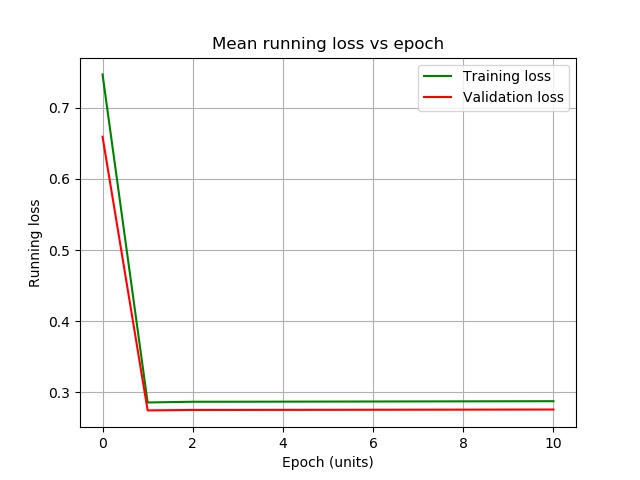 Mean running loss vs epoch
Training loss
Validation loss
Running loss
0.7
0.6
0.5
0.4
0.3
0 2 4 6 8 10
Epoch (units)